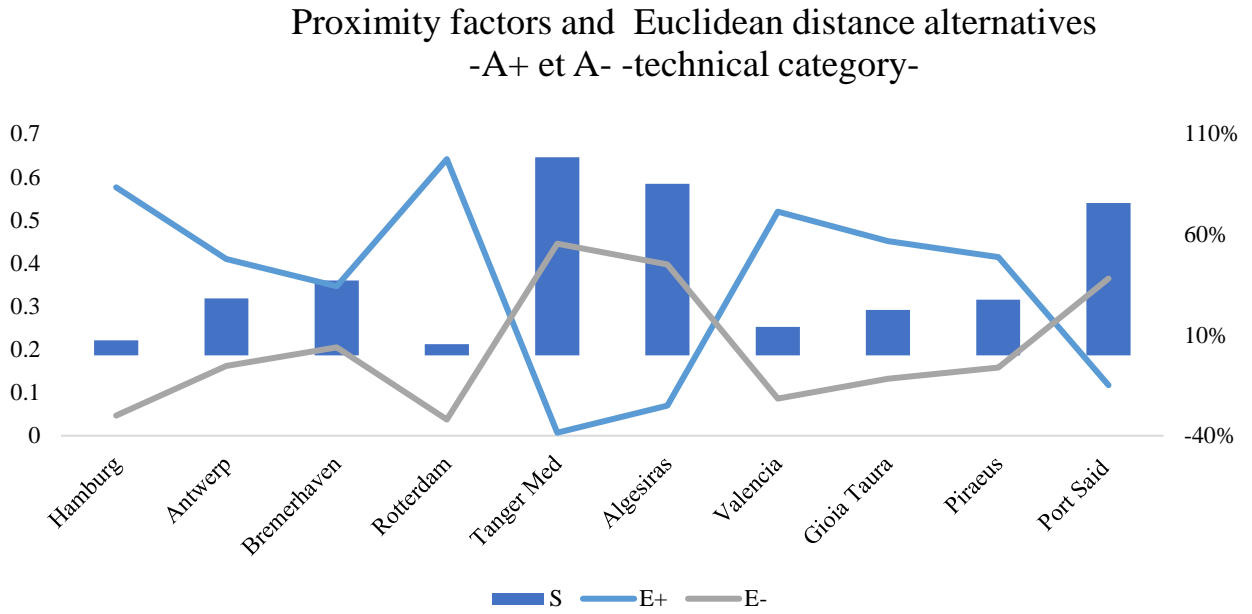 Proximity factors and Euclidean distance alternatives
-A+ et A- -technical category-
0.7
0.6
0.5
0.4
0.3
0.2
0.1
0
110%
60%
10%
-40%
Hamburg
Antwerp
Bremerhaven
Rotterdam
Tanger Med
Algesiras
Valencia
Gioia Taura
Piraeus
Port Said
S E+ E-